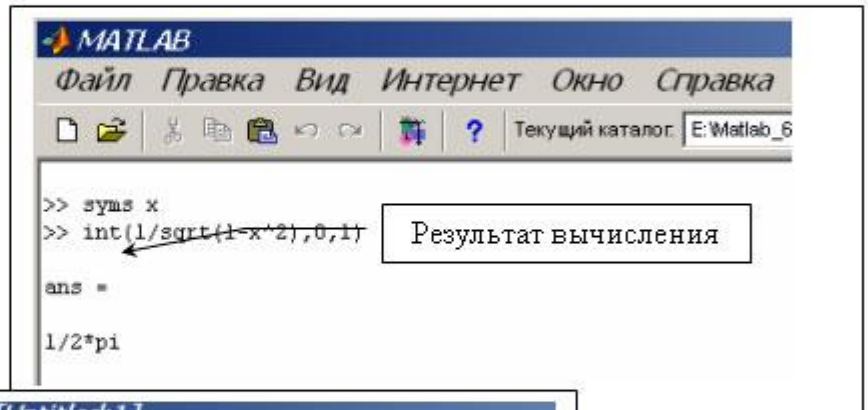 MATLAB
Файл Правка Вид Интернет Окно Справка
Текущий каталог: E:\Matlab_6
>> syms x
>> int(1/sqrt(1-x^2),0,1)
Результат вычисления
ans =
1/2*pi